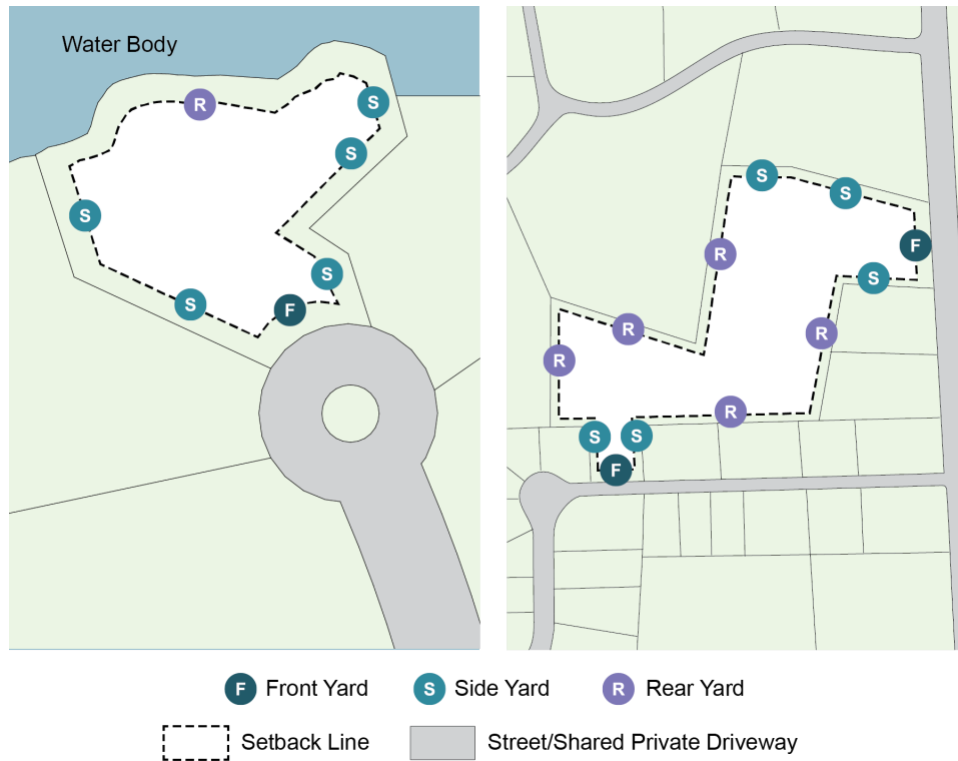 Water Body
R
S
S
S
S
S
F
S
S
F
R
S
R
R
R
R
S
S
F
F Front Yard
S Side Yard
R Rear Yard
Setback Line
Street/Shared Private Driveway